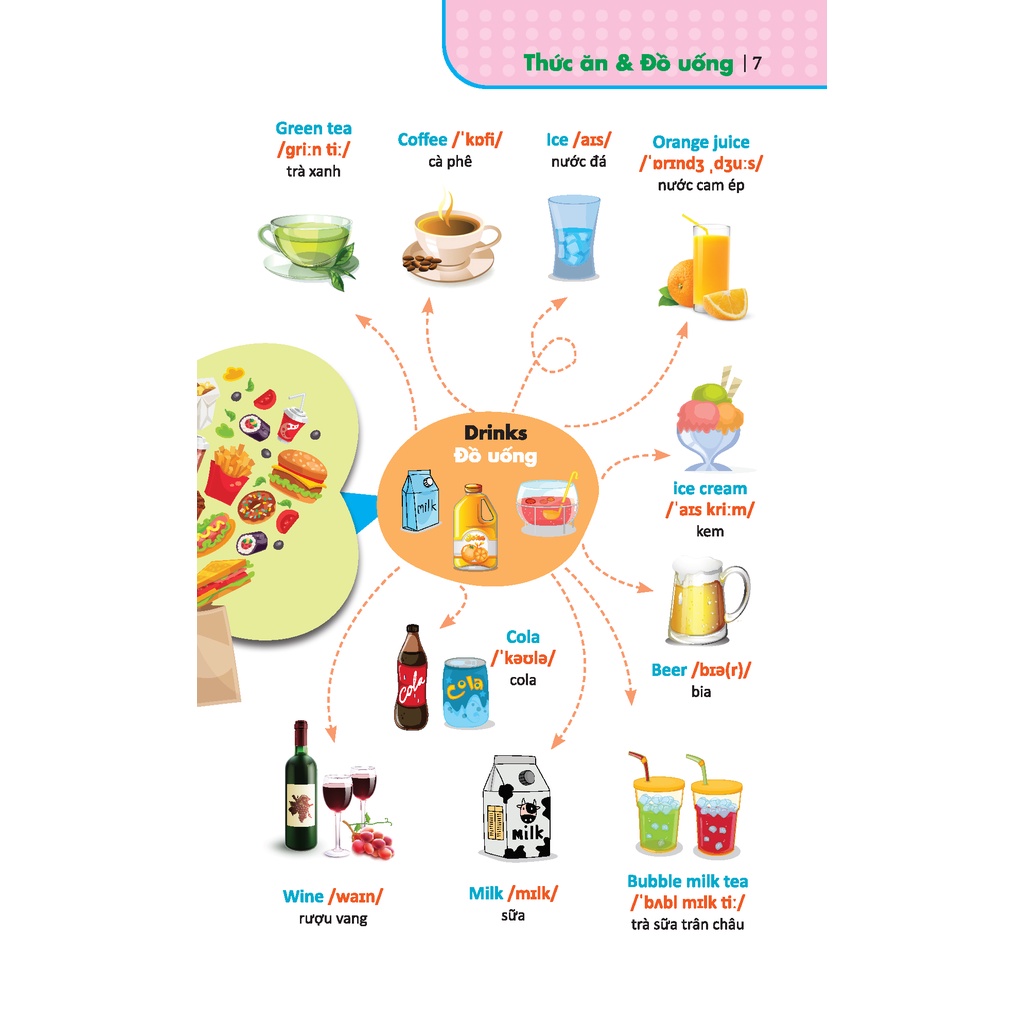 Thức ăn & Đồ uống | 7
Green tea
/griːn tiː/
trà xanh
Coffee /ˈkɒfi/
cà phê
Ice /aɪs/
nước đá
Orange juice
/ˈɒrɪndʒ ˌdʒuːs/
nước cam ép
Drinks
Đồ uống
milk
ice cream
/ˈaɪs kriːm/
kem
Beer /bɪə(r)/
bia
Cola
/ˈkəʊlə/
cola
Cola
Cola
Wine /waɪn/
rượu vang
milk
Milk /mɪlk/
sữa
Bubble milk tea
/ˈbʌbl mɪlk tiː/
trà sữa trân châu